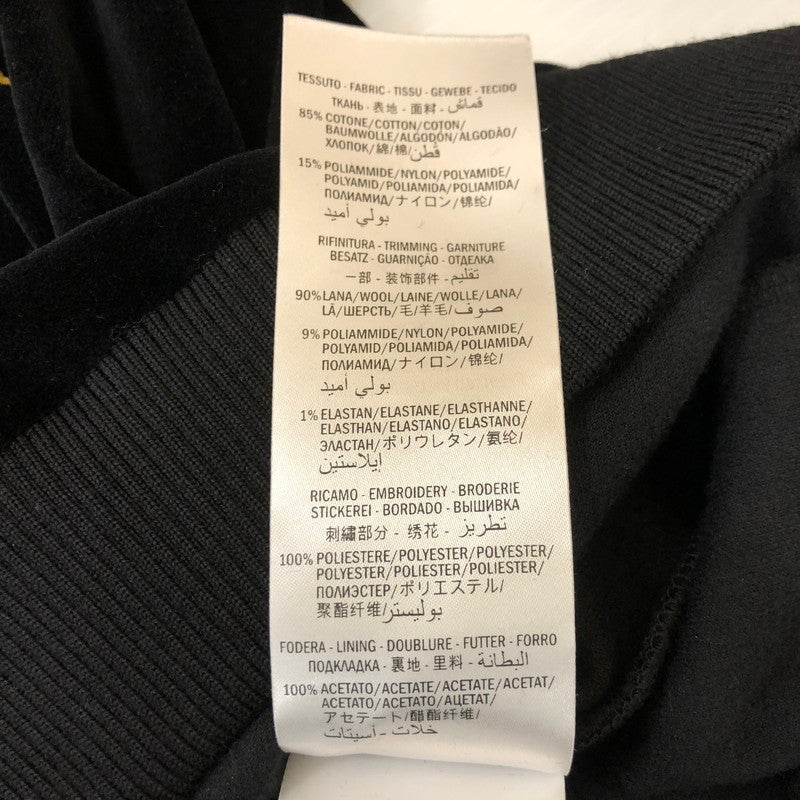 TESSUTO - FABRIC - TISSU - GEWEBE - TECIDO
ТКАНЬ - 表地 - 面料 - قماش
85% COTONE/COTTON/COTON/
BAUMWOLLE/ALGODÓN/ALGODÃO/
ХЛОПОК/綿/棉/قطن
15% POLIAMMIDE/NYLON/POLYAMIDE/
POLYAMID/POLIAMIDA/POLIAMIDA/
ПОЛИАМИД/ナイロン/锦纶/
بولي أميد
RIFINITURA - TRIMMING - GARNITURE
BESATZ - GUARNIÇÃO - ОТДЕЛКА
一部 - 装饰部件 - تقليم
90% LANA/WOOL/LAINE/WOLLE/LANA/
LÃ/ШЕРСТЬ/毛/羊毛/صوف
9% POLIAMMIDE/NYLON/POLYAMIDE/
POLYAMID/POLIAMIDA/POLIAMIDA/
ПОЛИАМИД/ナイロン/锦纶/
بولي أميد
1% ELASTAN/ELASTANE/ELASTHANNE/
ELASTHAN/ELASTANO/ELASTANO/
ЭЛАСТАН/ポリウレタン/氨纶/
إيلاستين
RICAMO - EMBROIDERY - BRODERIE
STICKEREI - BORDADO - ВЫШИВКА
刺繍部分 - 绣花 - تطريز
100% POLIESTERE/POLYESTER/POLYESTER/
POLYESTER/POLIESTER/POLIESTER/
ПОЛИЭСТЕР/ポリエステル/
聚酯纤维/بوليستر
FODERA - LINING - DOUBLURE - FUTTER - FORRO
ПОДКЛАДКА - 裏地 - 里料 - البطانة
100% ACETATO/ACETATE/ACETATE/ACETAT/
ACETATO/ACETATO/АЦЕТАТ/
アセテート/醋酯纤维/
خلات - أسيتات